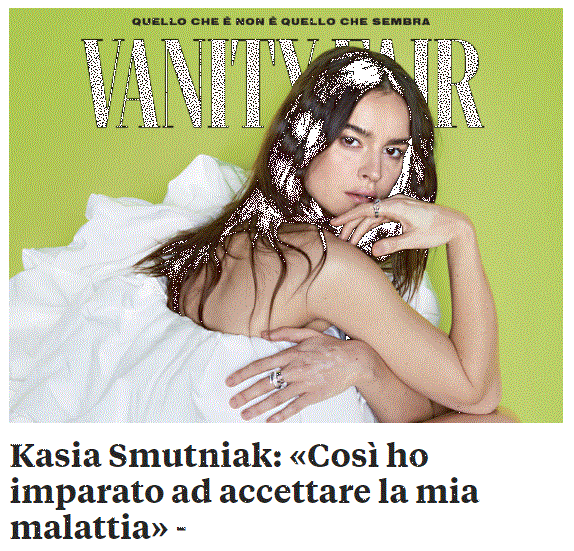 QUELLO CHE È NON È QUELLO CHE SEMBRA
VANITY FAIR
Kasia Smutniak: «Così ho
imparato ad accettare la mia
malattia» -